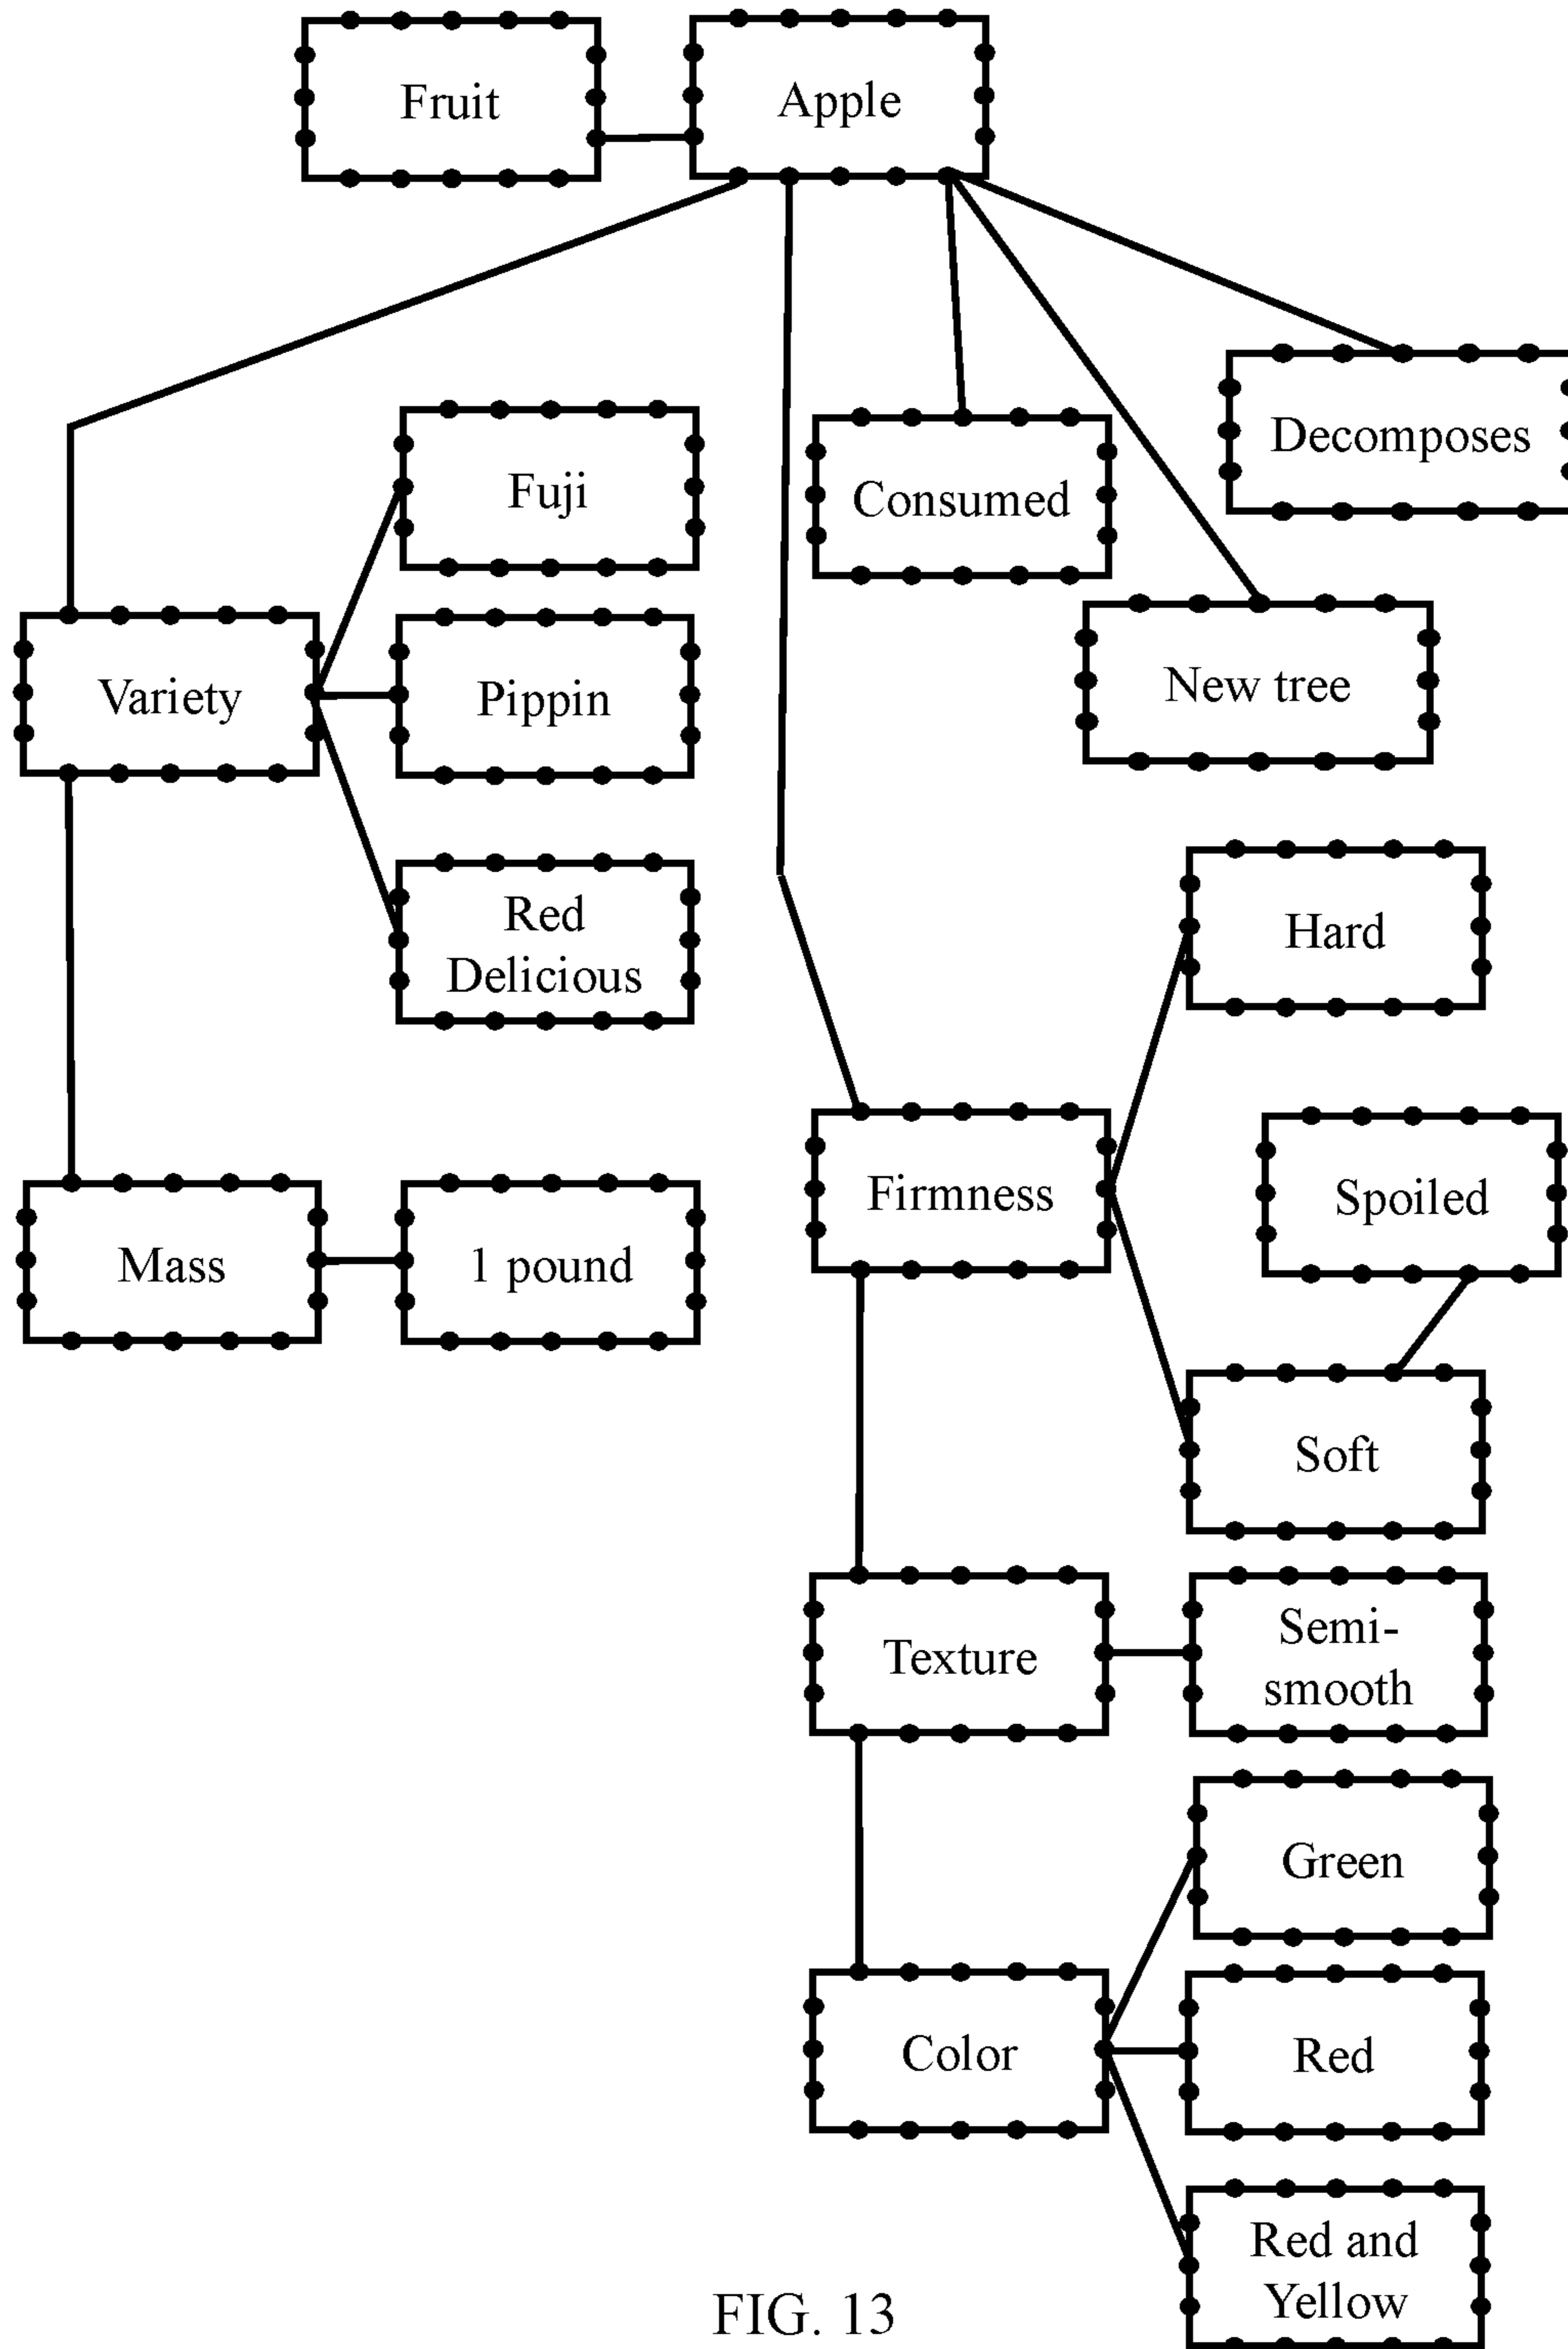 Fruit
Apple
Decomposes
Fuji
Consumed
Variety
Pippin
New tree
Red
Delicious
Hard
Mass
1 pound
Firmness
Spoiled
Soft
Texture
Semi-
smooth
Green
Color
Red
Red and
Yellow
FIG. 13